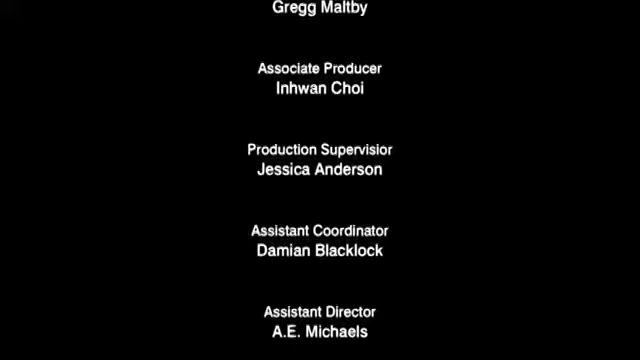 Gregg Maltby
Associate Producer
Inhwan Choi
Production Supervisior
Jessica Anderson
Assistant Coordinator
Damian Blacklock
Assistant Director
A.E. Michaels